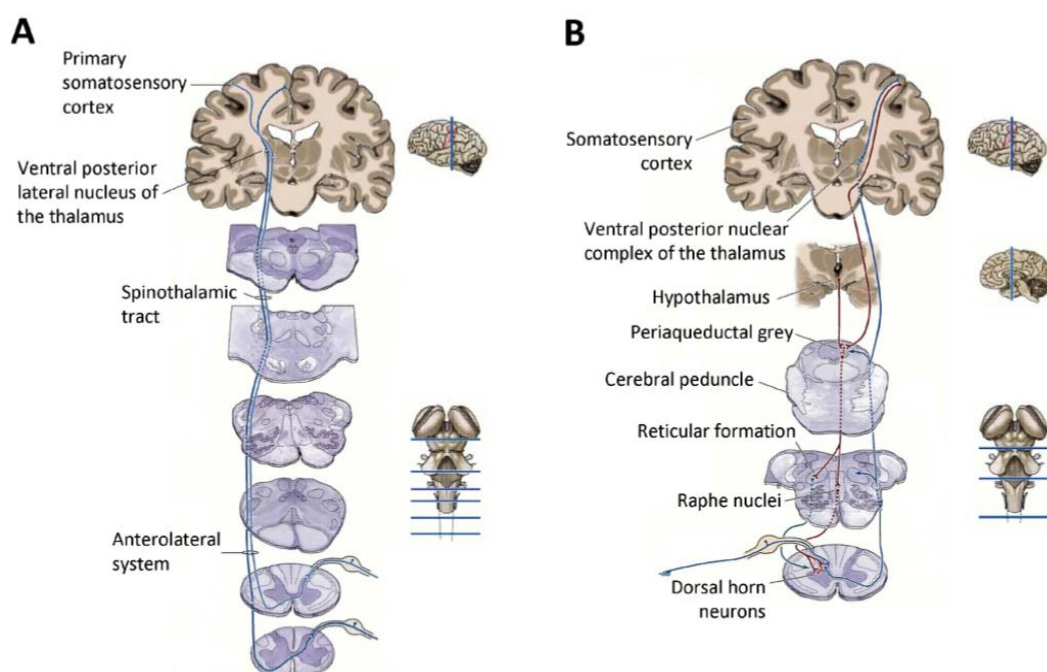 A
Primary
somatosensory
cortex
Ventral posterior
lateral nucleus of
the thalamus
Spinothalamic
tract
Anterolateral
system
B
Somatosensory
cortex
Ventral posterior nuclear
complex of the thalamus
Hypothalamus
Periaqueductal grey
Cerebral peduncle
Reticular formation
Raphe nuclei
Dorsal horn
neurons